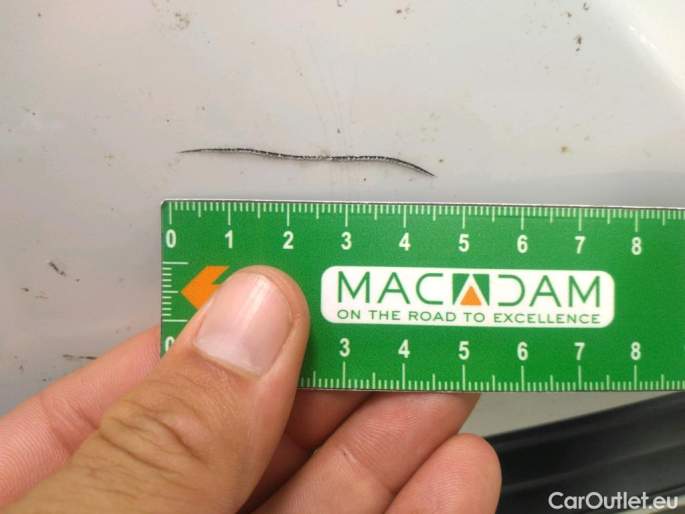 0 1 2 3 4 5 6 7 8
MACADAM
ON THE ROAD TO EXCELLENCE
0 3 4 5 6 7 8
CarOutlet.eu